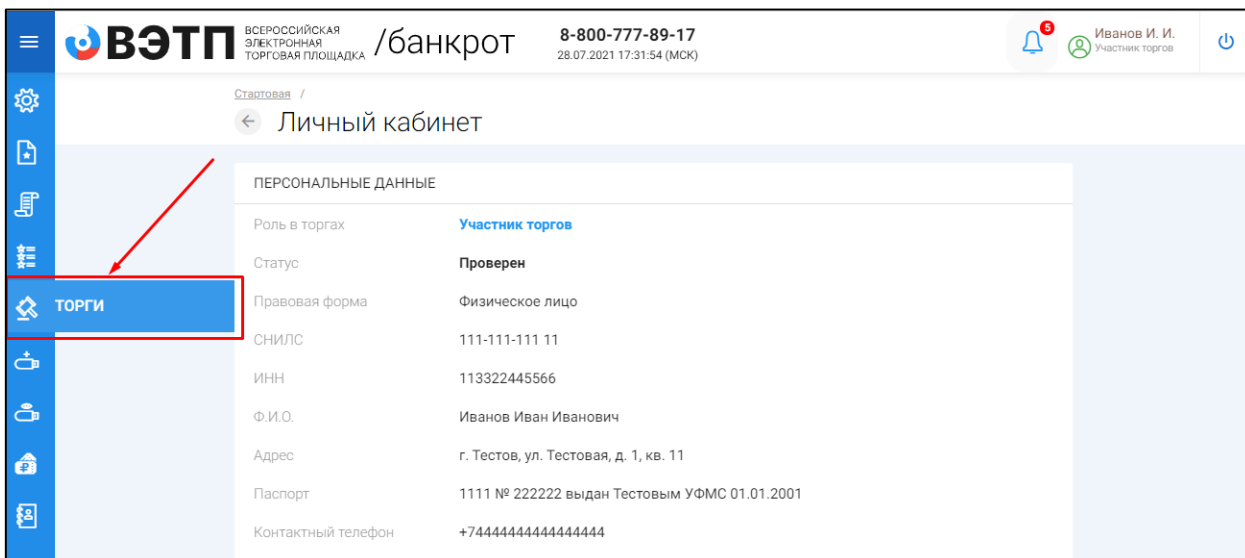 ВЭТП ВСЕРОССИЙСКАЯ ЭЛЕКТРОННАЯ ТОРГОВАЯ ПЛОЩАДКА /банкрот
8-800-777-89-17
28.07.2021 17:31:54 (МСК)
5
Иванов И. И.
Участник торгов
Стартовая /
Личный кабинет
ПЕРСОНАЛЬНЫЕ ДАННЫЕ
Роль в торгах Участник торгов
Статус Проверен
ТОРГИ
Правовая форма Физическое лицо
СНИЛС 111-111-111 11
ИНН 113322445566
Ф.И.О. Иванов Иван Иванович
Адрес г. Тестов, ул. Тестовая, д. 1, кв. 11
Паспорт 1111 № 222222 выдан Тестовым УФМС 01.01.2001
Контактный телефон +74444444444444444